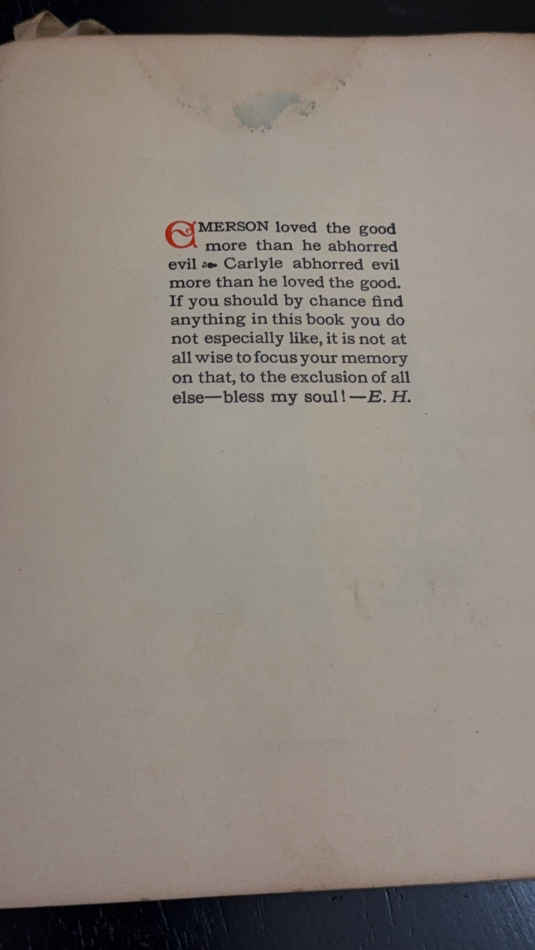 EMERSON loved the good
more than he abhorred
evil ❧ Carlyle abhorred evil
more than he loved the good.
If you should by chance find
anything in this book you do
not especially like, it is not at
all wise to focus your memory
on that, to the exclusion of all
else—bless my soul!—E. H.